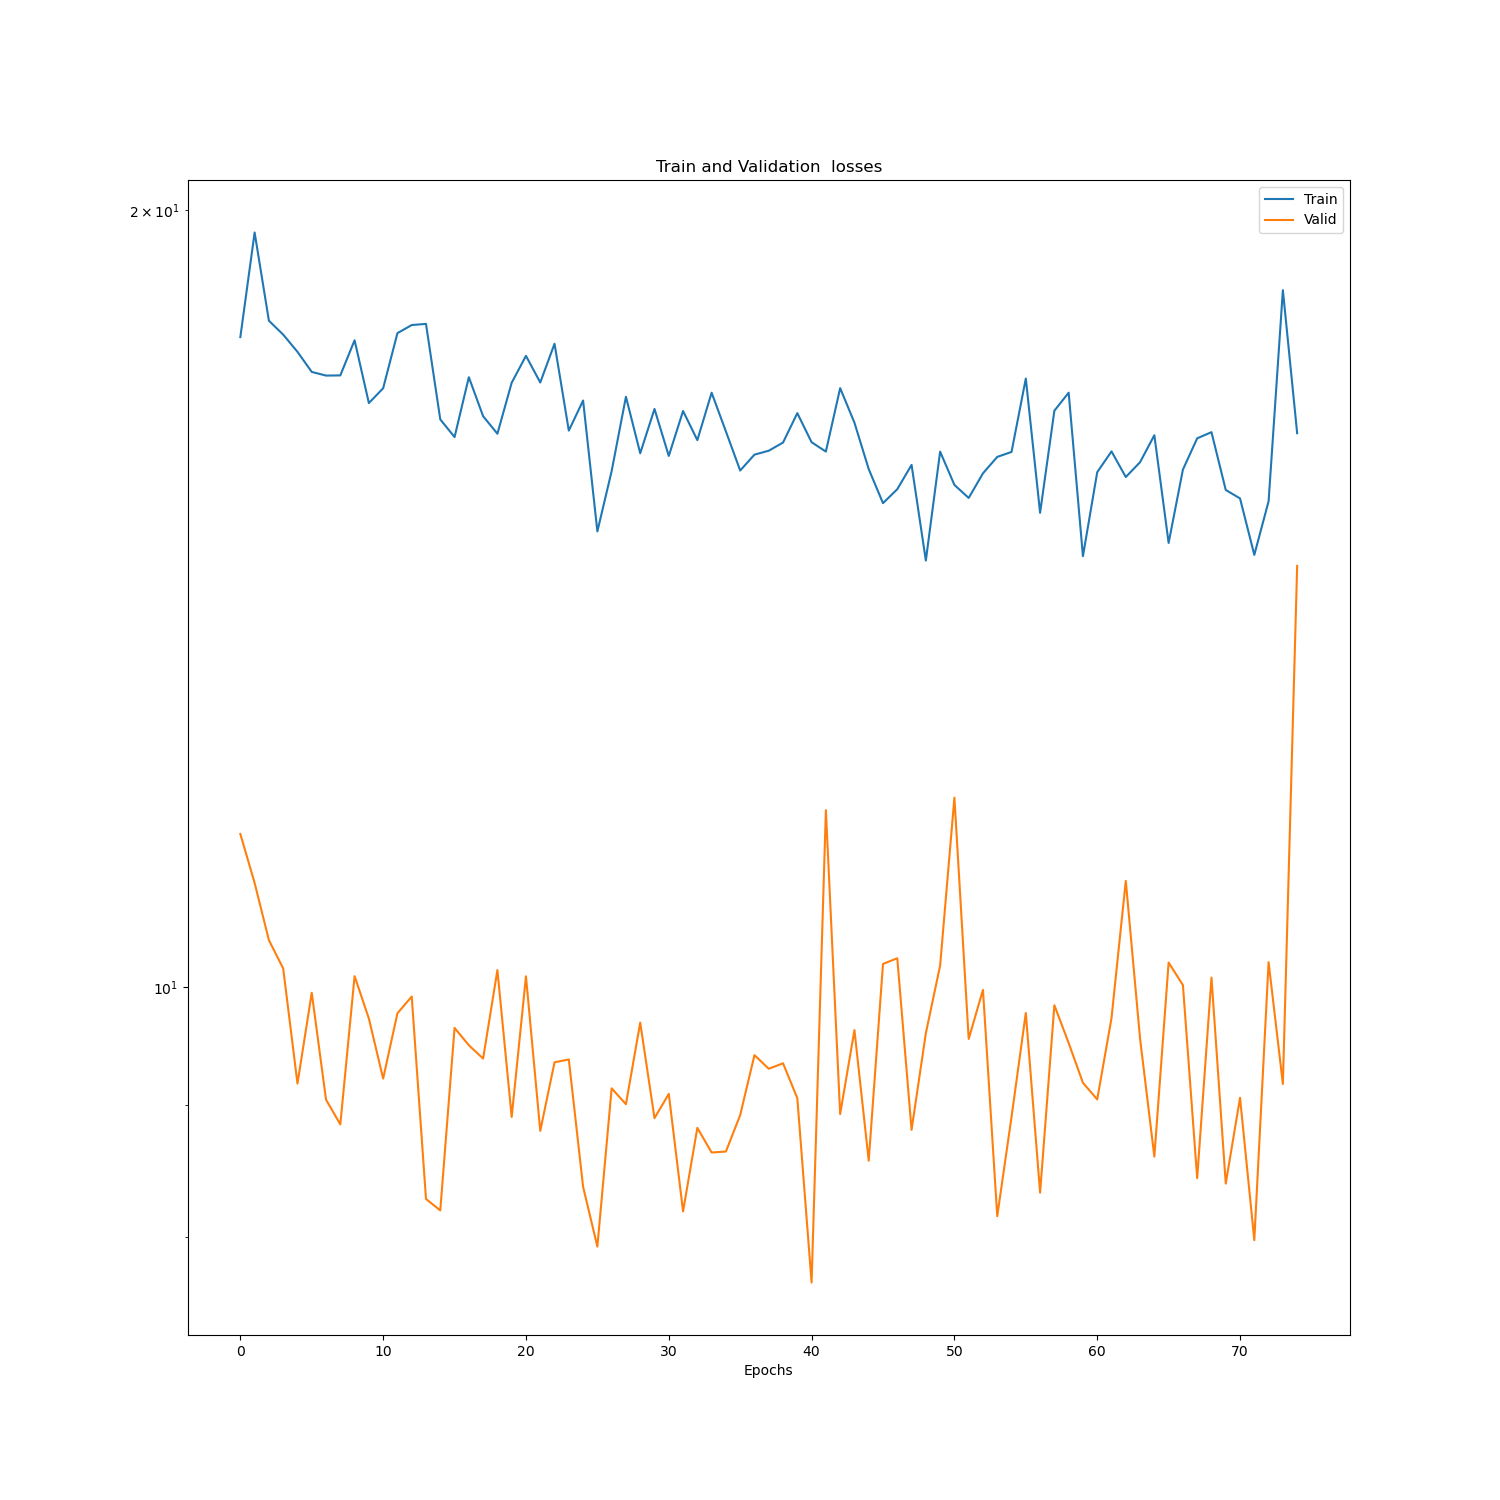 Train and Validation  losses
2 × 10¹
Train
Valid
10¹
0 10 20 30 40 50 60 70
Epochs